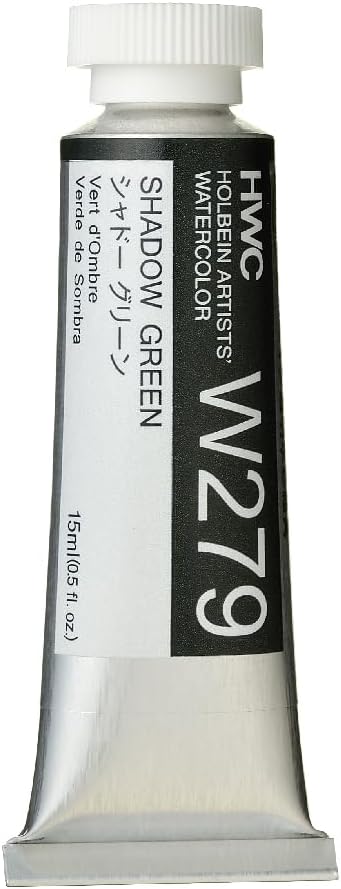 HWC
HOLBEIN ARTISTS'
WATERCOLOR
W279
SHADOW GREEN
シャドー グリーン
Vert d'Ombre
Verde de Sombra
15ml(0.5 fl. oz.)